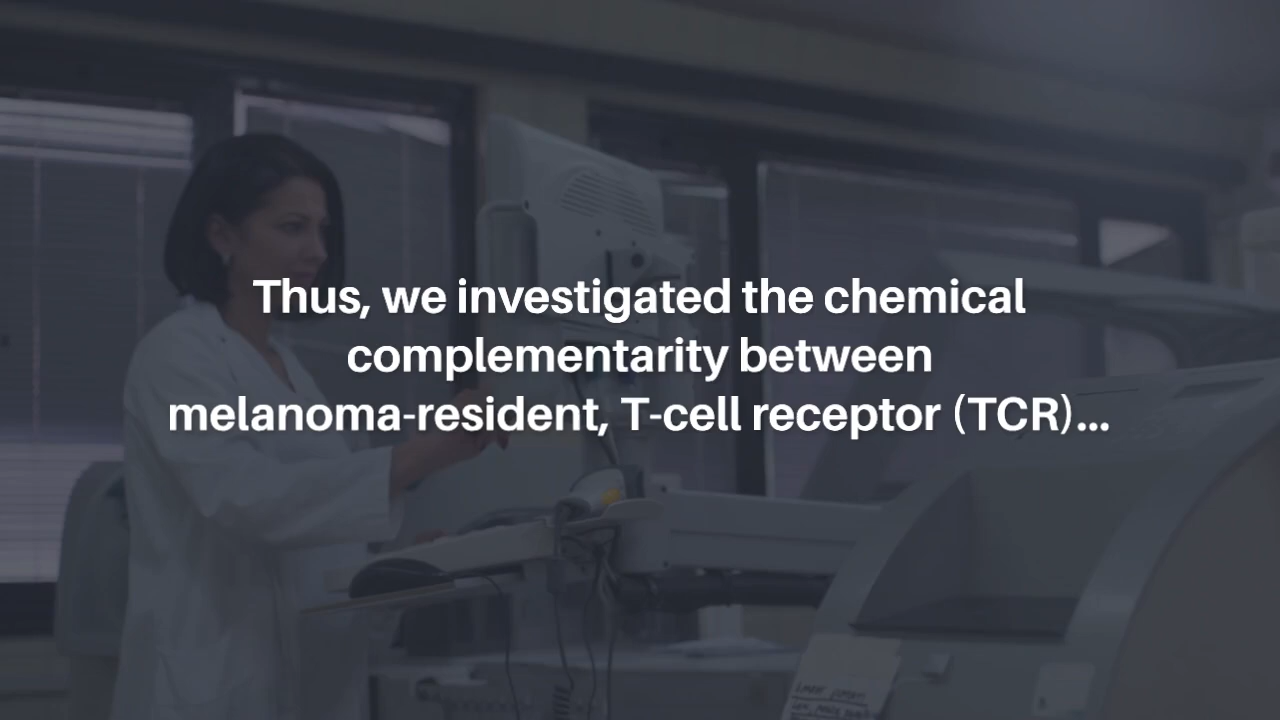 Thus, we investigated the chemical
complementarity between
melanoma-resident, T-cell receptor (TCR)...